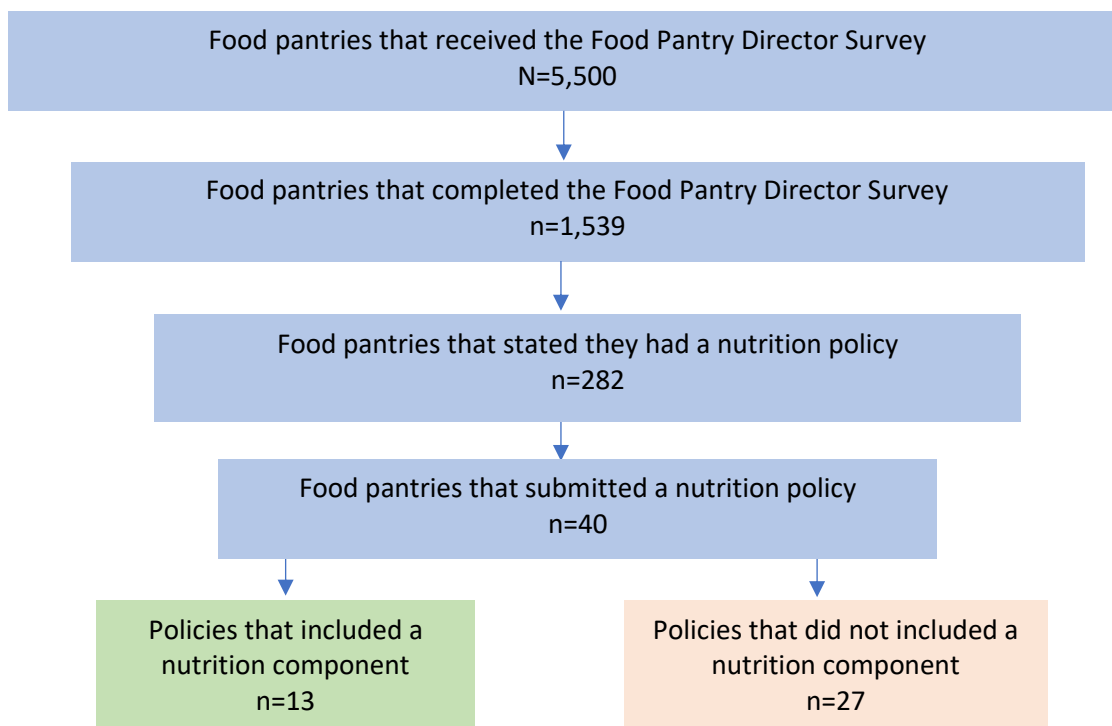 Food pantries that received the Food Pantry Director Survey
N=5,500
Food pantries that completed the Food Pantry Director Survey
n=1,539
Food pantries that stated they had a nutrition policy
n=282
Food pantries that submitted a nutrition policy
n=40
Policies that included a
nutrition component
n=13
Policies that did not included a
nutrition component
n=27